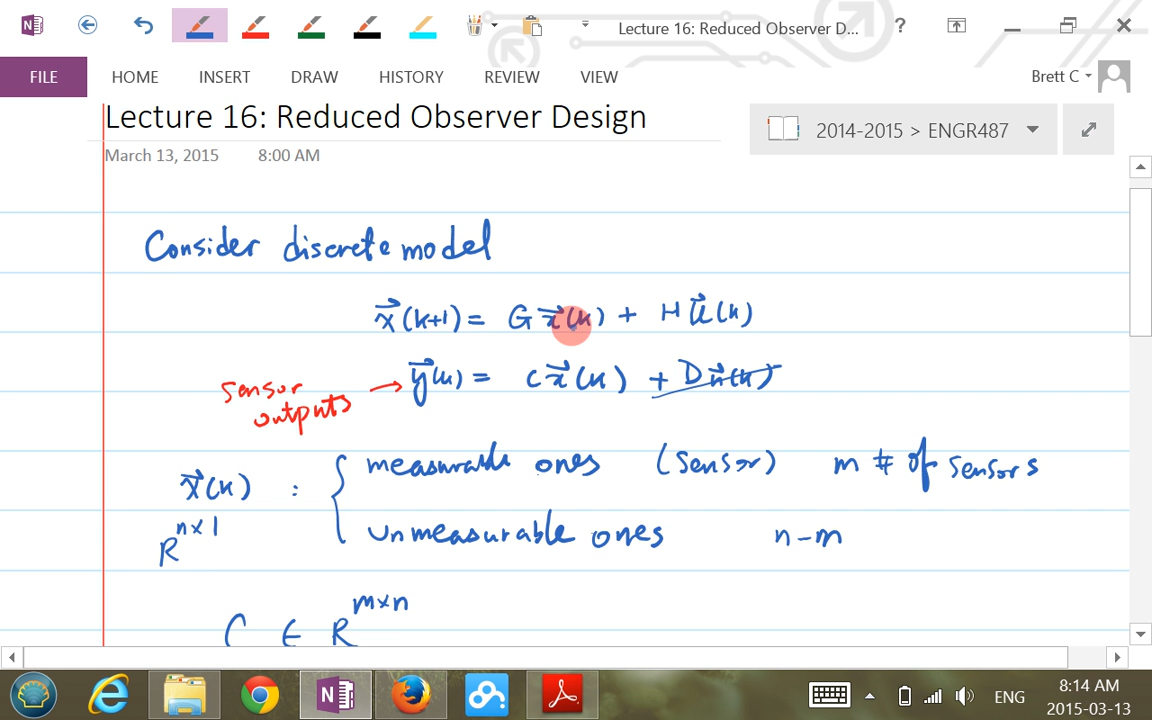 Lecture 16: Reduced Observer D...
?
FILE HOME INSERT DRAW HISTORY REVIEW VIEW
Brett C
Lecture 16: Reduced Observer Design
2014-2015 > ENGR487
March 13, 2015 8:00 AM
Consider discrete model
x⃗(k+1) = G x⃗(k) + H u⃗(k)
y⃗(k) = C x⃗(k) + D u⃗(k)
sensor
outputs
x⃗(k) : { measurable ones (sensor) m # of sensors
R^{n×1}
unmeasurable ones n-m
C ∈ R^{m×n}
ENG
8:14 AM
2015-03-13